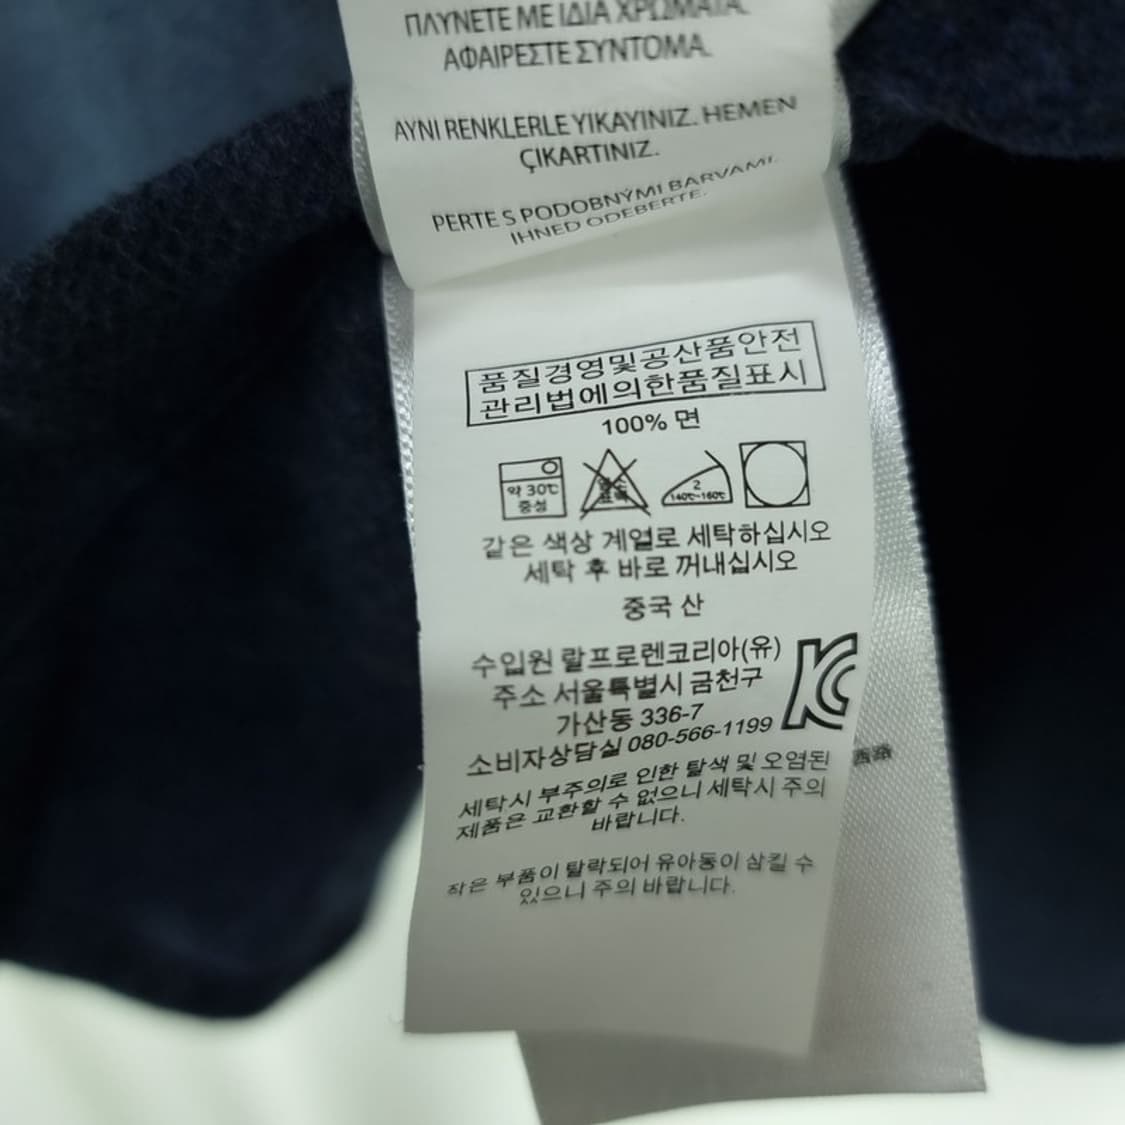 ΠΛΥΝΕΤΕ ΜΕ ΙΔΙΑ ΧΡΩΜΑΤΑ.
ΑΦΑΙΡΕΣΤΕ ΣΥΝΤΟΜΑ.
AYNI RENKLERLE YIKAYINIZ. HEMEN
ÇIKARTINIZ.
PERTE S PODOBNÝMI BARVAMI.
IHNED ODEBERTE.
품질경영및공산품안전
관리법에의한품질표시
100% 면
약 30℃
중성
2
140℃-160℃
같은 색상 계열로 세탁하십시오
세탁 후 바로 꺼내십시오
중국 산
수입원 랄프로렌코리아(유)
주소 서울특별시 금천구
가산동 336-7
소비자상담실 080-566-1199
세탁시 부주의로 인한 탈색 및 오염된
제품은 교환할 수 없으니 세탁시 주의
바랍니다.
작은 부품이 탈락되어 유아동이 삼킬 수
있으니 주의 바랍니다.